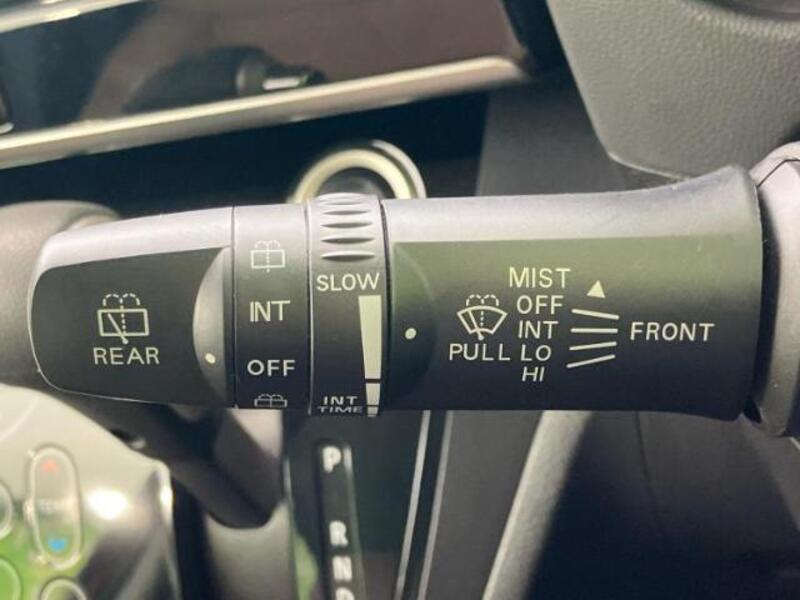 REAR
INT
OFF
SLOW
INT
TIME
MIST
OFF
INT
PULL LO
HI
FRONT
P
R
N
D